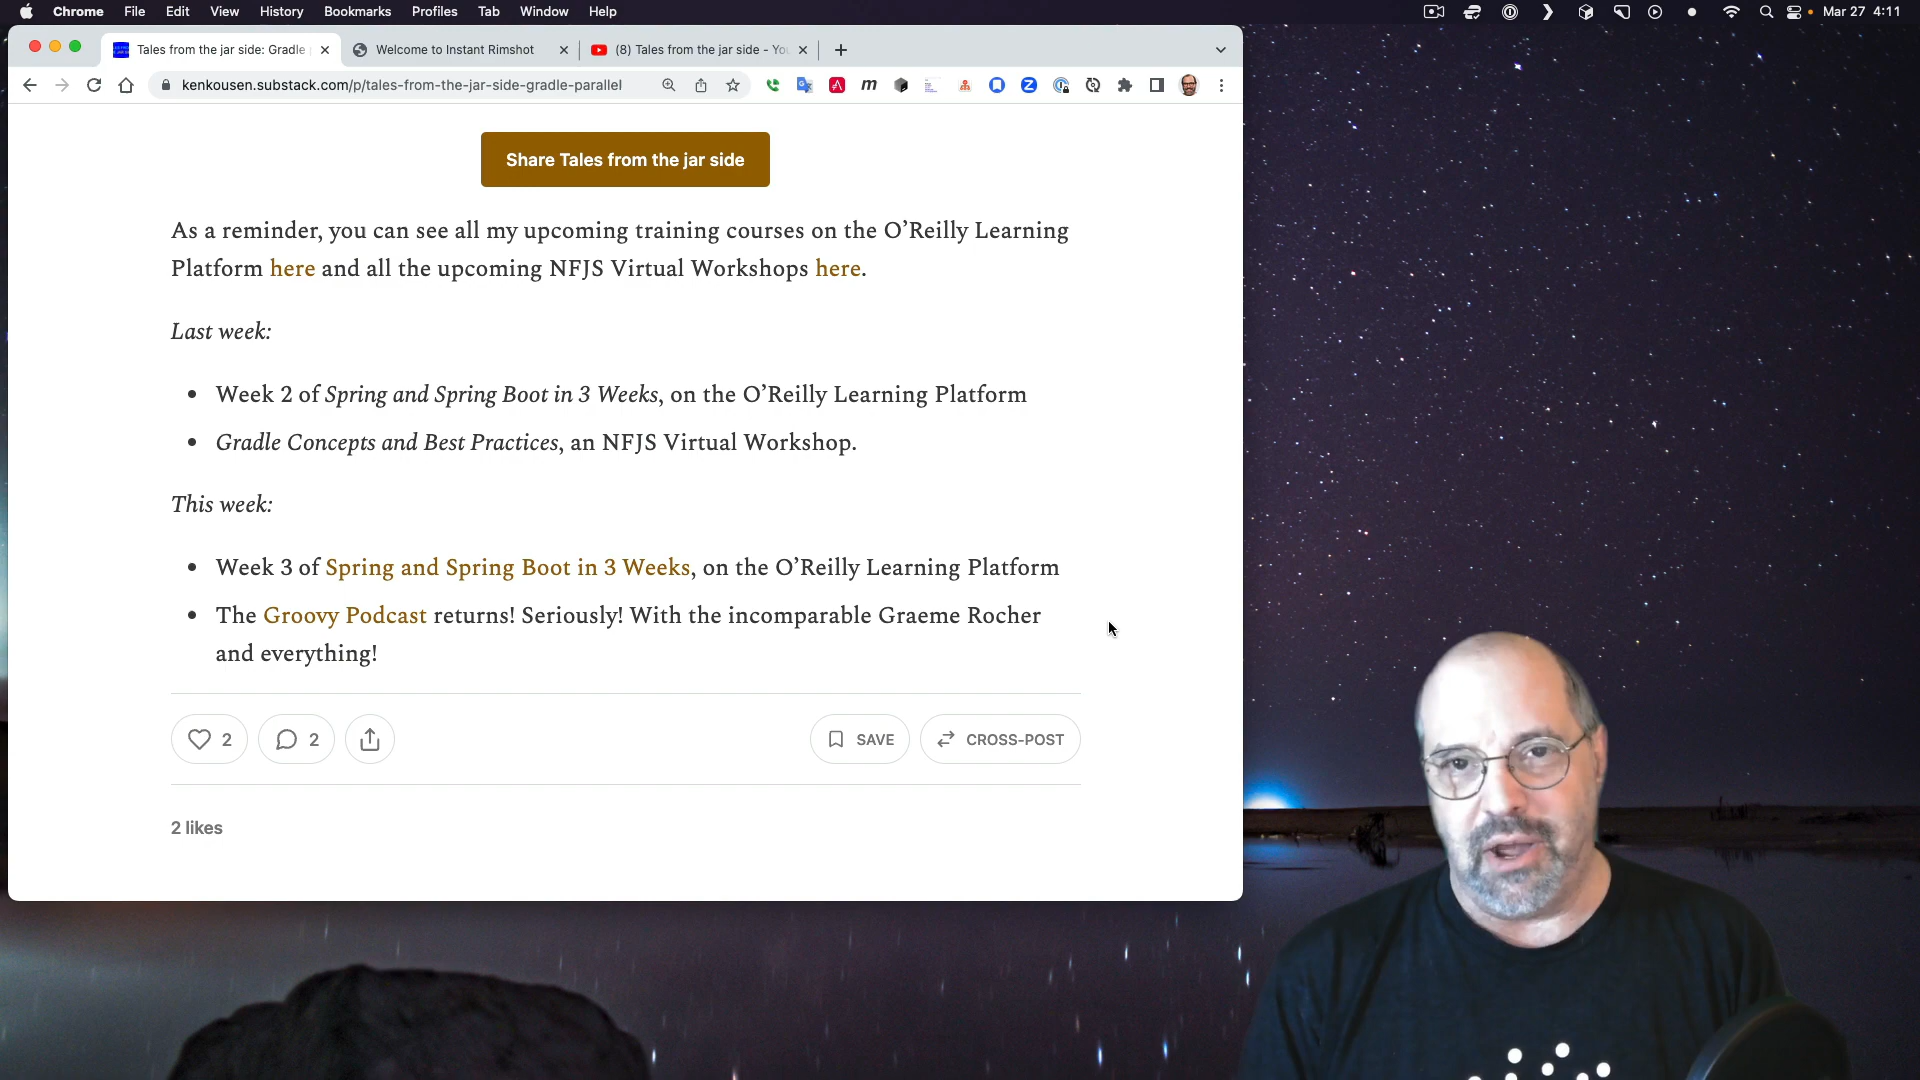 Chrome File Edit View History Bookmarks Profiles Tab Window Help Mar 27 4:11
Tales from the jar side: Gradle
Welcome to Instant Rimshot
(8) Tales from the jar side - Yo
kenkousen.substack.com/p/tales-from-the-jar-side-gradle-parallel
Share Tales from the jar side
As a reminder, you can see all my upcoming training courses on the O’Reilly Learning
Platform here and all the upcoming NFJS Virtual Workshops here.
Last week:
• Week 2 of Spring and Spring Boot in 3 Weeks, on the O’Reilly Learning Platform
• Gradle Concepts and Best Practices, an NFJS Virtual Workshop.
This week:
• Week 3 of Spring and Spring Boot in 3 Weeks, on the O’Reilly Learning Platform
• The Groovy Podcast returns! Seriously! With the incomparable Graeme Rocher
and everything!
2 2 SAVE CROSS-POST
2 likes